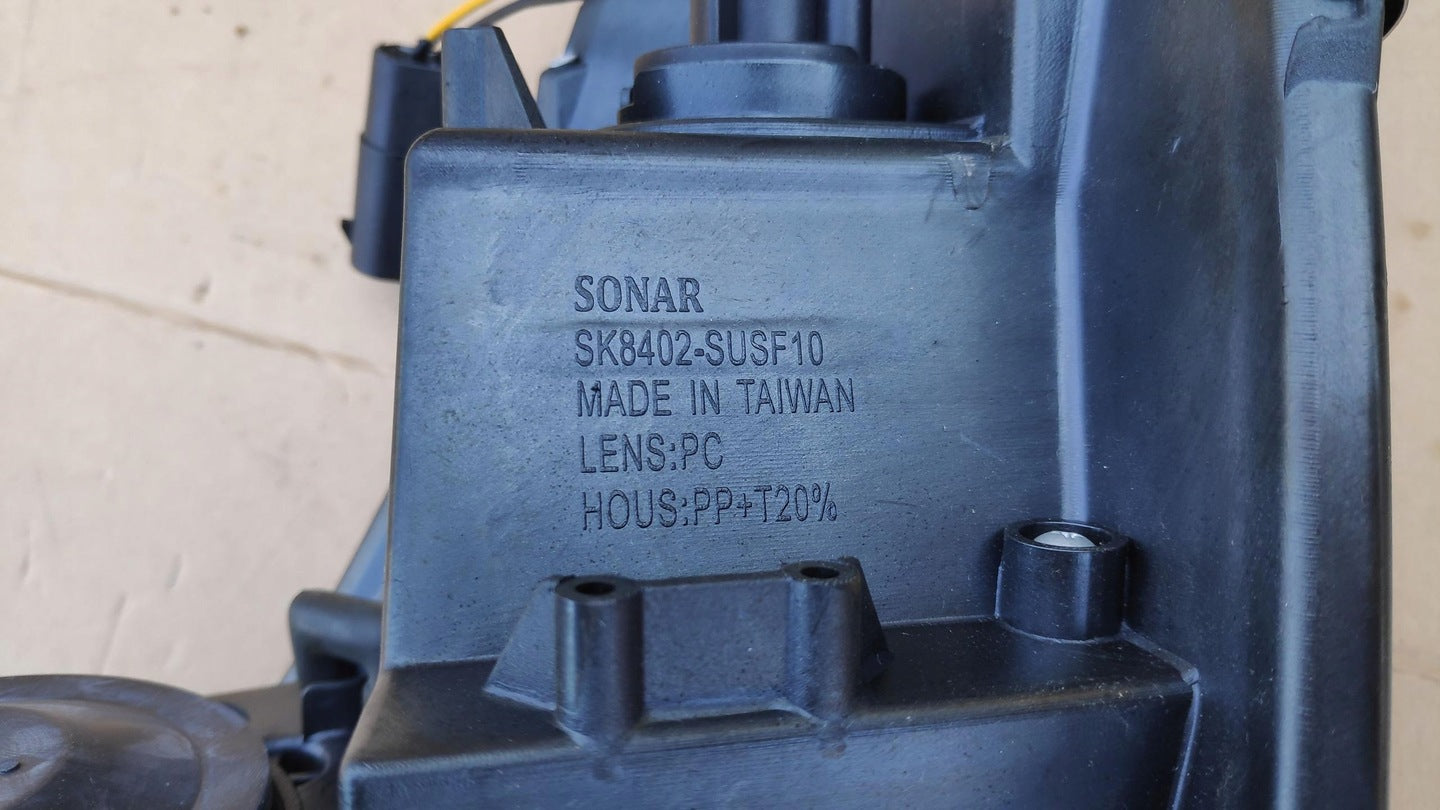 SONAR
SK8402-SUSF10
MADE IN TAIWAN
LENS:PC
HOUS:PP+T20%